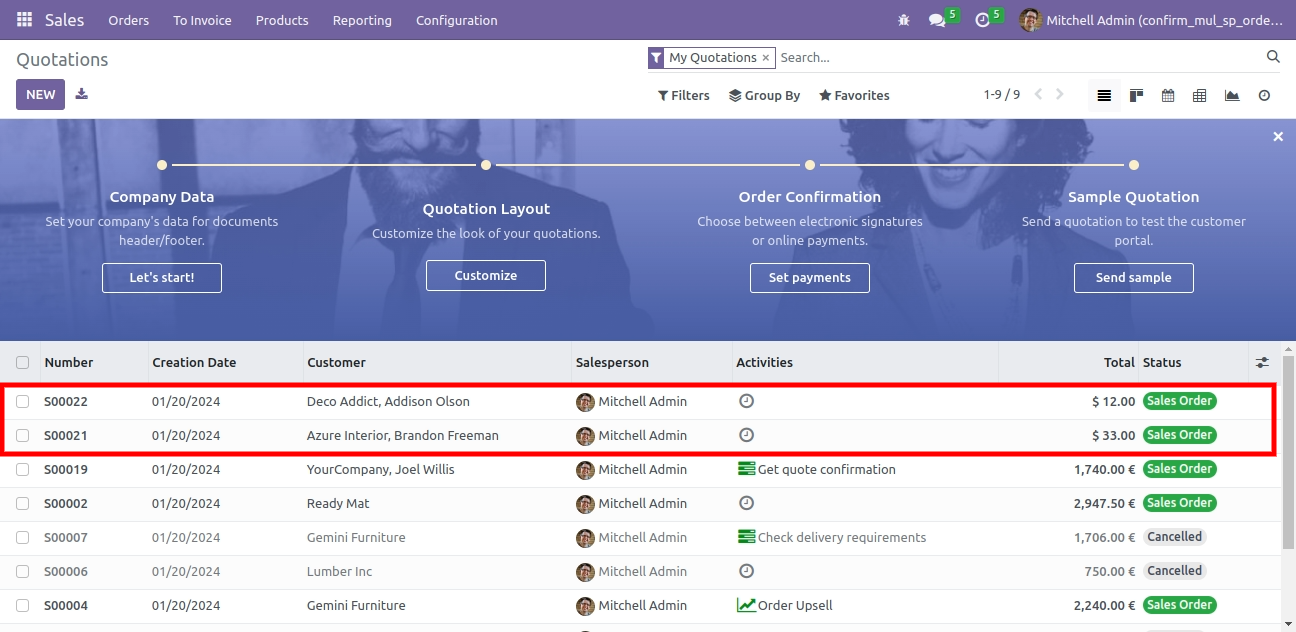 Sales Orders To Invoice Products Reporting Configuration 5 5 Mitchell Admin (confirm_mul_sp_orde...
Quotations My Quotations × Search...
NEW Filters Group By Favorites 1-9 / 9
Company Data
Set your company's data for documents
header/footer.
Let's start!
Quotation Layout
Customize the look of your quotations.
Customize
Order Confirmation
Choose between electronic signatures
or online payments.
Set payments
Sample Quotation
Send a quotation to test the customer
portal.
Send sample
Number Creation Date Customer Salesperson Activities Total Status
S00022 01/20/2024 Deco Addict, Addison Olson Mitchell Admin $ 12.00 Sales Order
S00021 01/20/2024 Azure Interior, Brandon Freeman Mitchell Admin $ 33.00 Sales Order
S00019 01/20/2024 YourCompany, Joel Willis Mitchell Admin Get quote confirmation 1,740.00 € Sales Order
S00002 01/20/2024 Ready Mat Mitchell Admin 2,947.50 € Sales Order
S00007 01/20/2024 Gemini Furniture Mitchell Admin Check delivery requirements 1,706.00 € Cancelled
S00006 01/20/2024 Lumber Inc Mitchell Admin 750.00 € Cancelled
S00004 01/20/2024 Gemini Furniture Mitchell Admin Order Upsell 2,240.00 € Sales Order